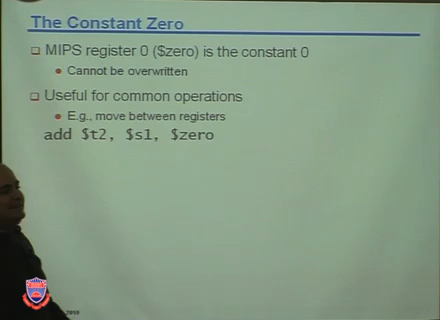 The Constant Zero
MIPS register 0 ($zero) is the constant 0
Cannot be overwritten
Useful for common operations
E.g., move between registers
add $t2, $s1, $zero